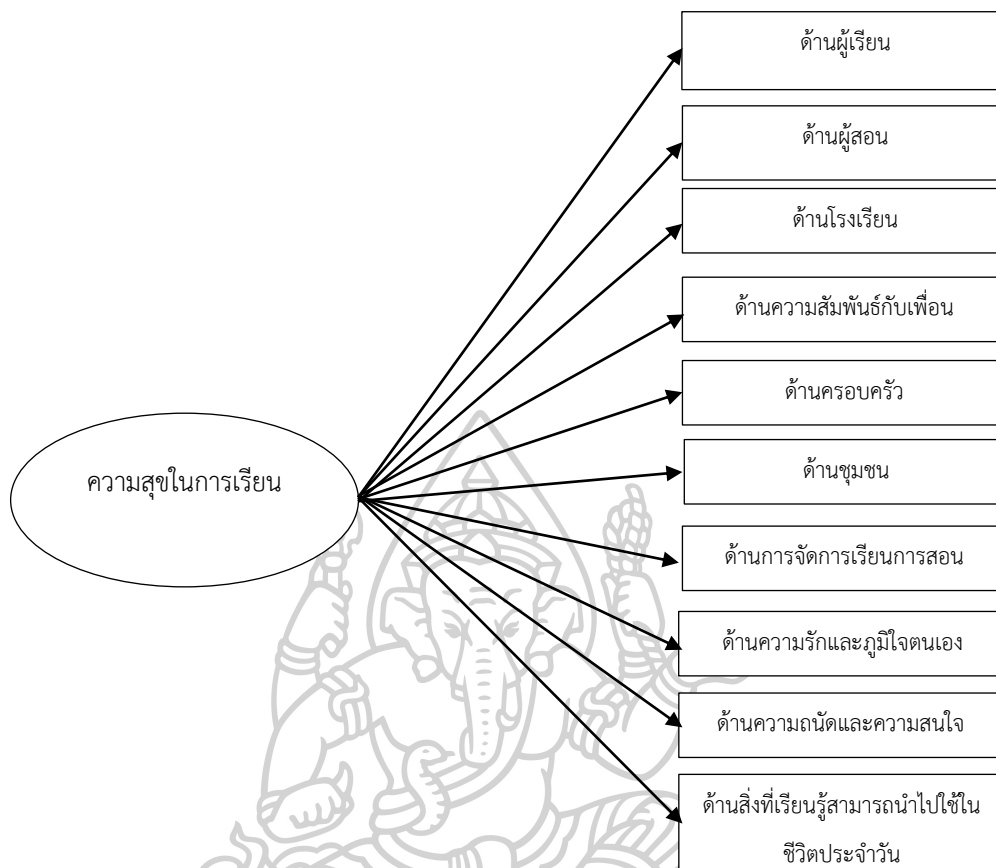 ด้านผู้เรียน
ด้านผู้สอน
ด้านโรงเรียน
ด้านความสัมพันธ์กับเพื่อน
ด้านครอบครัว
ความสุขในการเรียน
ด้านชุมชน
ด้านการจัดการเรียนการสอน
ด้านความรักและภูมิใจตนเอง
ด้านความถนัดและความสนใจ
ด้านสิ่งที่เรียนรู้สามารถนำไปใช้ใน
ชีวิตประจำวัน